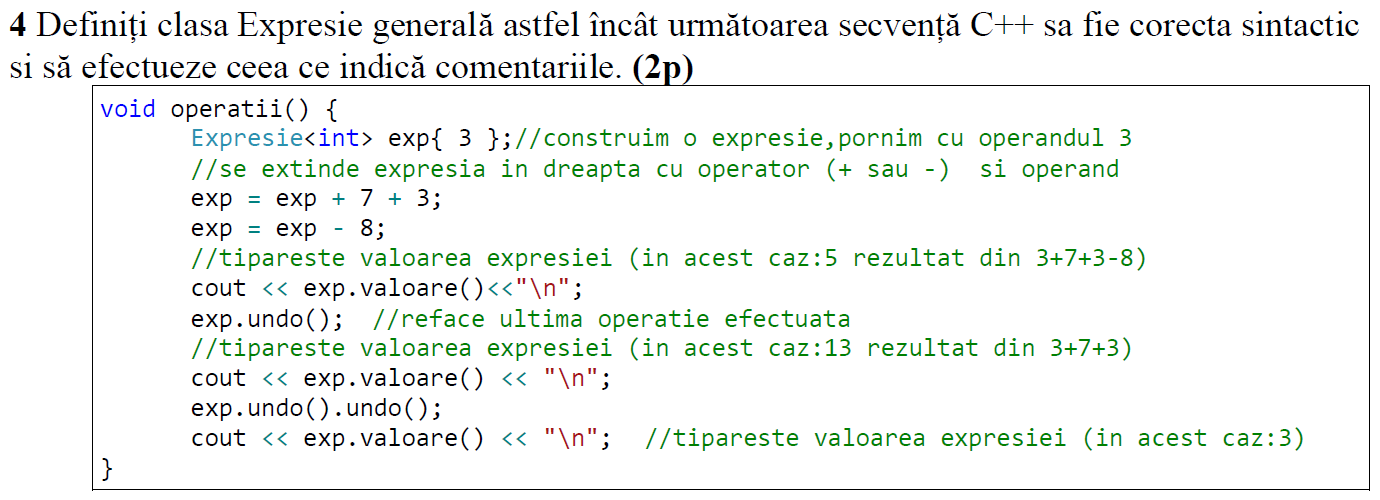 4 Definiți clasa Expresie generală astfel încât următoarea secvență C++ sa fie corecta sintactic
si să efectueze ceea ce indică comentariile. (2p)
void operatii() {
Expresie<int> exp{ 3 };//construim o expresie,pornim cu operandul 3
//se extinde expresia in dreapta cu operator (+ sau -)  si operand
exp = exp + 7 + 3;
exp = exp - 8;
//tipareste valoarea expresiei (in acest caz:5 rezultat din 3+7+3-8)
cout << exp.valoare()<<"\n";
exp.undo();  //reface ultima operatie efectuata
//tipareste valoarea expresiei (in acest caz:13 rezultat din 3+7+3)
cout << exp.valoare() << "\n";
exp.undo().undo();
cout << exp.valoare() << "\n";  //tipareste valoarea expresiei (in acest caz:3)
}